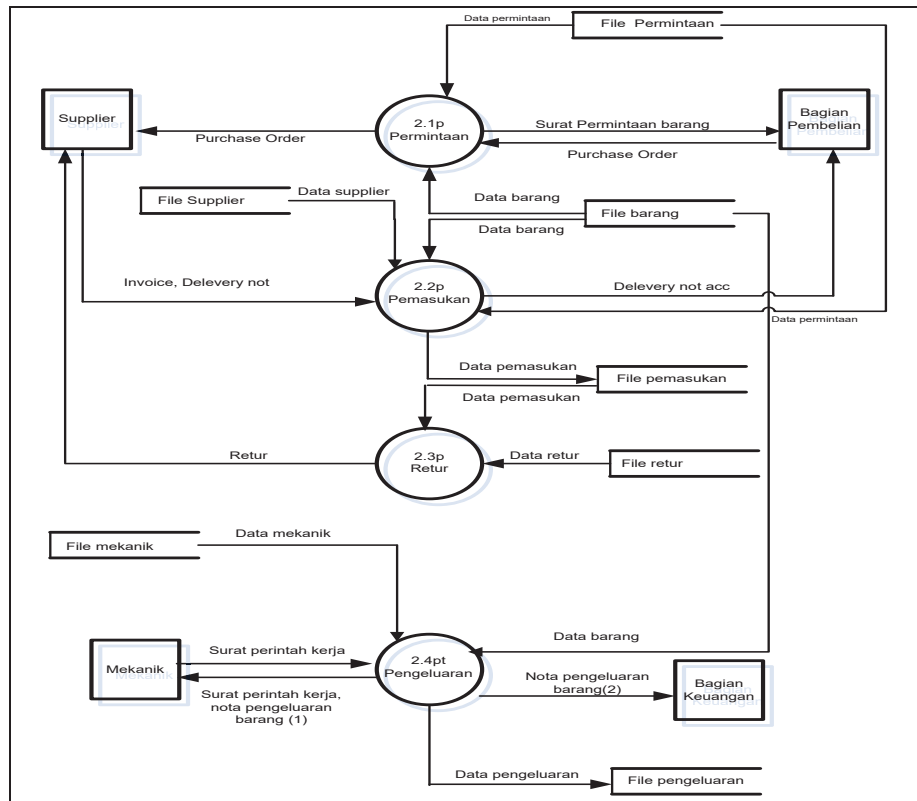 Data permintaan
File Permintaan
Supplier
2.1p
Permintaan
Bagian
Pembelian
Purchase Order
Surat Permintaan barang
Purchase Order
File Supplier
Data supplier
Data barang
File barang
Data barang
Invoice, Delevery not
2.2p
Pemasukan
Delevery not acc
Data permintaan
Data pemasukan
File pemasukan
Data pemasukan
Retur
2.3p
Retur
Data retur
File retur
File mekanik
Data mekanik
Mekanik
Surat perintah kerja
2.4pt
Pengeluaran
Data barang
Surat perintah kerja,
nota pengeluaran
barang (1)
Nota pengeluaran
barang(2)
Bagian
Keuangan
Data pengeluaran
File pengeluaran